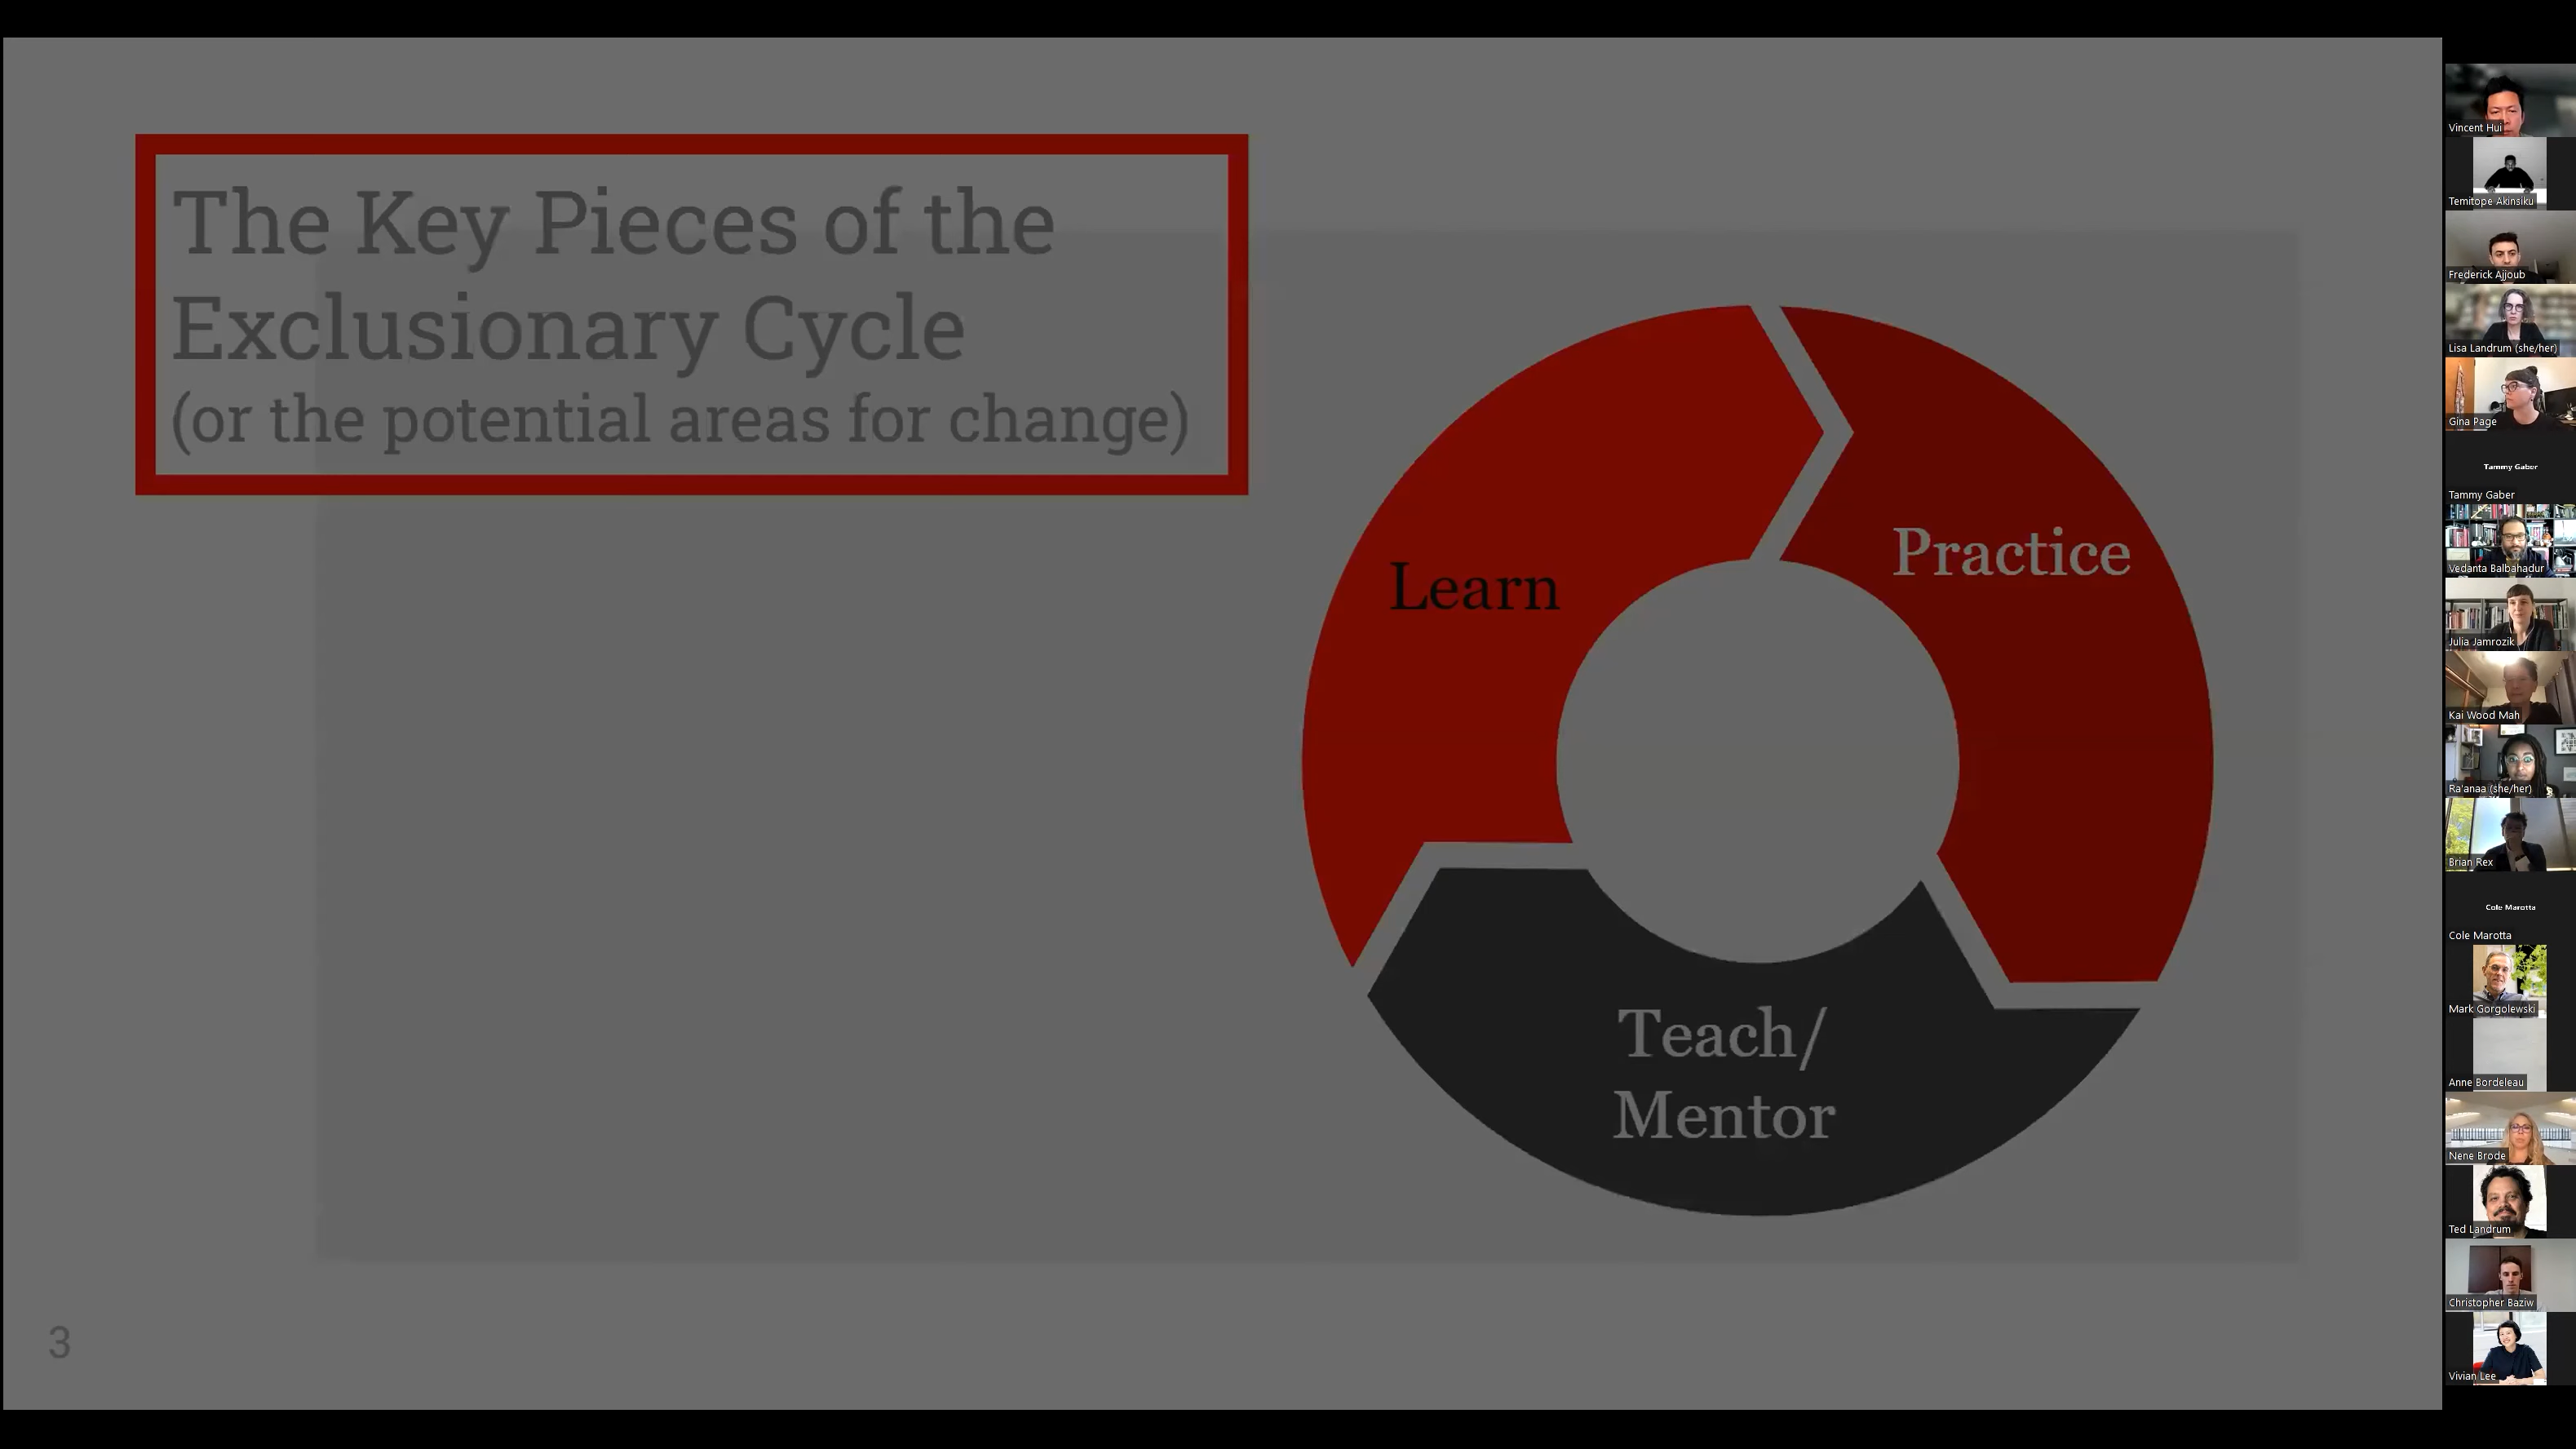 The Key Pieces of the
Exclusionary Cycle
(or the potential areas for change)
Learn
Practice
Teach/
Mentor
3
Vincent Hui
Temitope Akinsiku
Frederick Ajjoub
Lisa Landrum (she/her)
Gina Page
Tammy Gaber
Tammy Gaber
Vedanta Balbahadur
Julia Jamrozik
Kai Wood Mah
Ra'anaa (she/her)
Brian Rex
Cole Marotta
Cole Marotta
Mark Gorgolewski
Anne Bordeleau
Nene Brode
Ted Landrum
Christopher Baziw
Vivian Lee